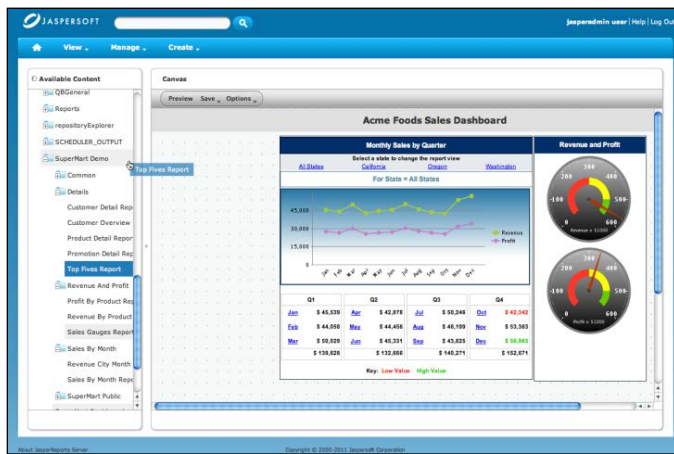 JASPERSOFT
jasperadmin user | Help | Log Out
View
Manage
Create
Available Content
QBGeneral
Reports
repositoryExplorer
SCHEDULER_OUTPUT
SuperMart Demo
Top Fives Report
Common
Details
Customer Detail Rep
Customer Overview
Product Detail Repor
Promotion Detail Rep
Top Fives Report
Revenue And Profit
Profit By Product Rep
Revenue By Product
Sales Gauges Report
Sales By Month
Revenue City Month
Sales By Month Repo
SuperMart Public
Canvas
Preview Save Options
Acme Foods Sales Dashboard
Monthly Sales by Quarter
Select a state to change the report view
All States California Oregon Washington
For State = All States
45,000
30,000
15,000
0
Jan Feb Mar Apr Mar Jun Jul Aug Sep Oct Nov Dec
Revenue
Profit
Q1 Q2 Q3 Q4
Jan $ 45,539 Apr $ 42,878 Jul $ 50,246 Oct $ 42,342
Feb $ 44,058 May $ 44,456 Aug $ 46,199 Nov $ 53,363
Mar $ 50,029 Jun $ 45,331 Sep $ 43,825 Dec
$ 132,666 $ 140,271 $ 152,671
Key: Low Value High Value
Revenue and Profit
200 300 400
-100 500
0 600
Revenue x $1000
200 300 400
-100 500
0 600
Profit x $1000
About JasperReports Server
Copyright © 2000-2011 Jaspersoft Corporation